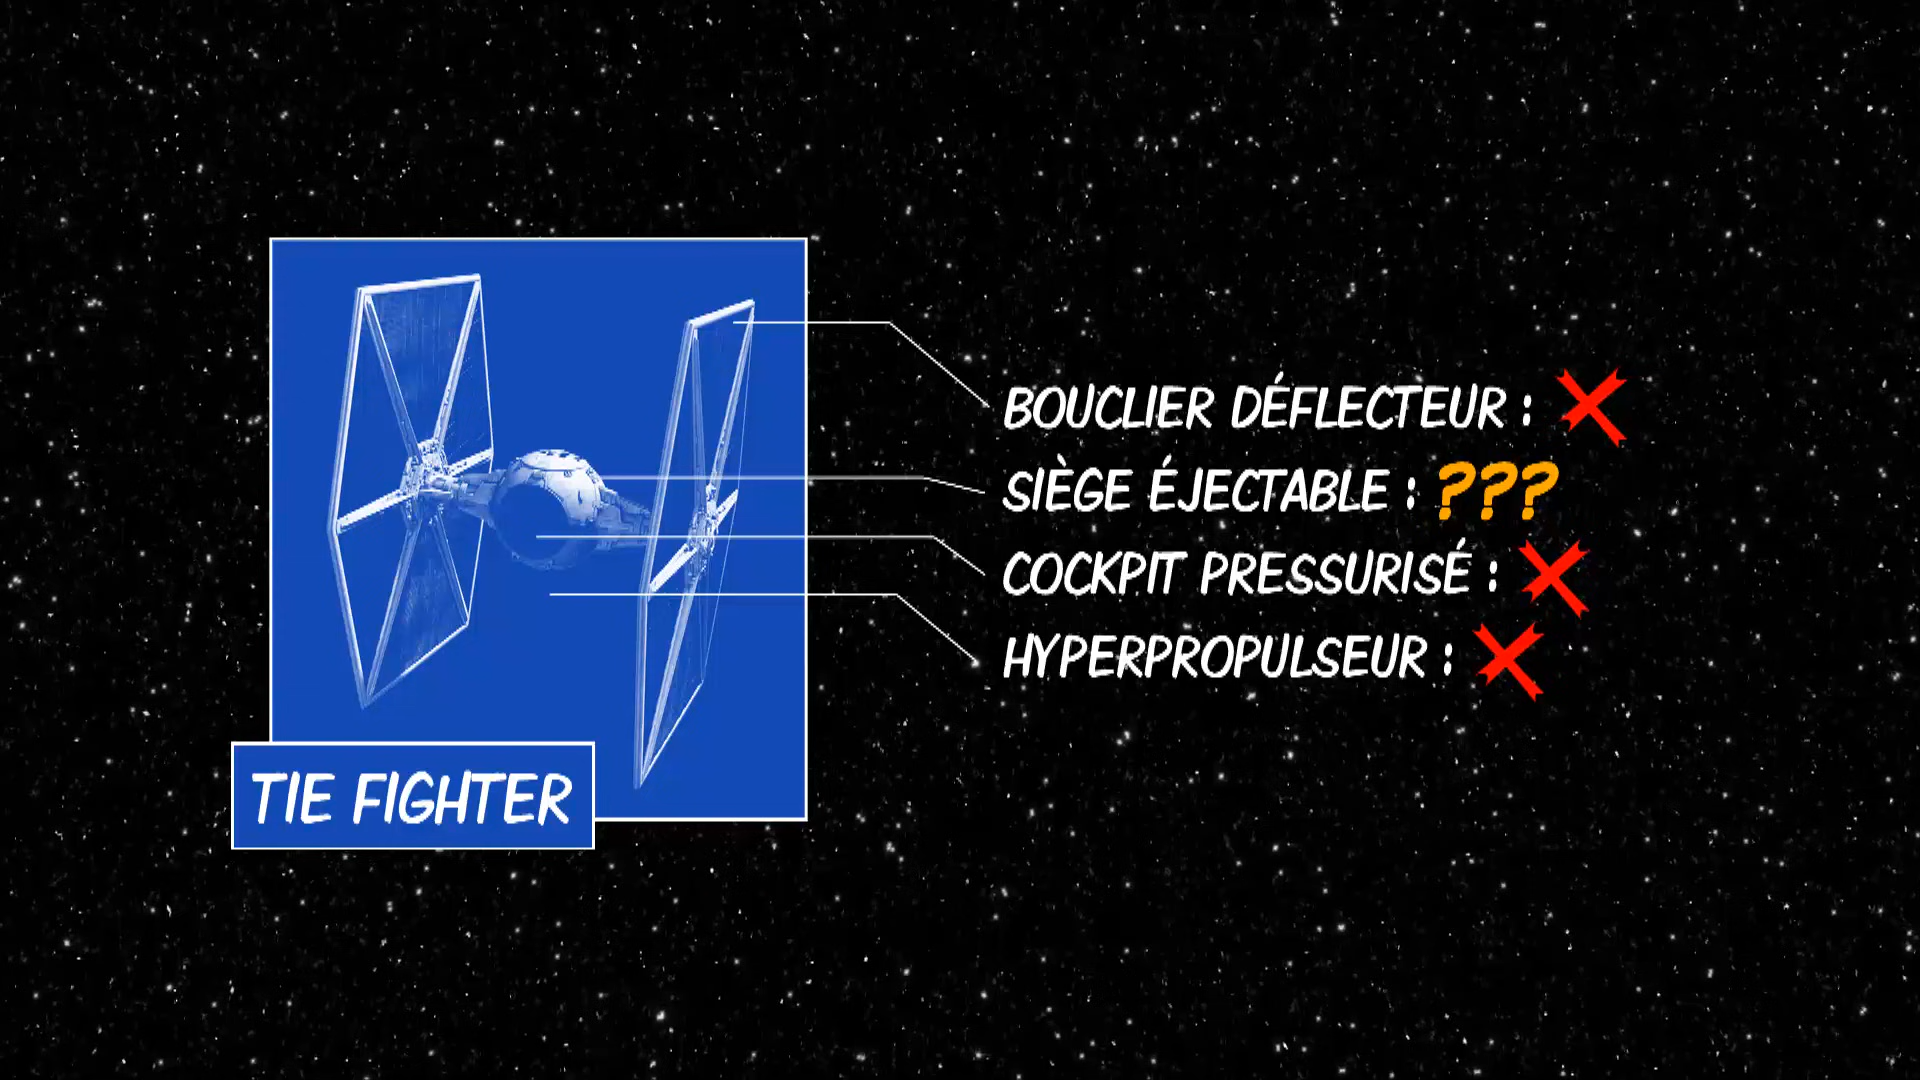 BOUCLIER DÉFLECTEUR :
SIÈGE ÉJECTABLE : ???
COCKPIT PRESSURISÉ :
HYPERPROPULSEUR :
TIE FIGHTER